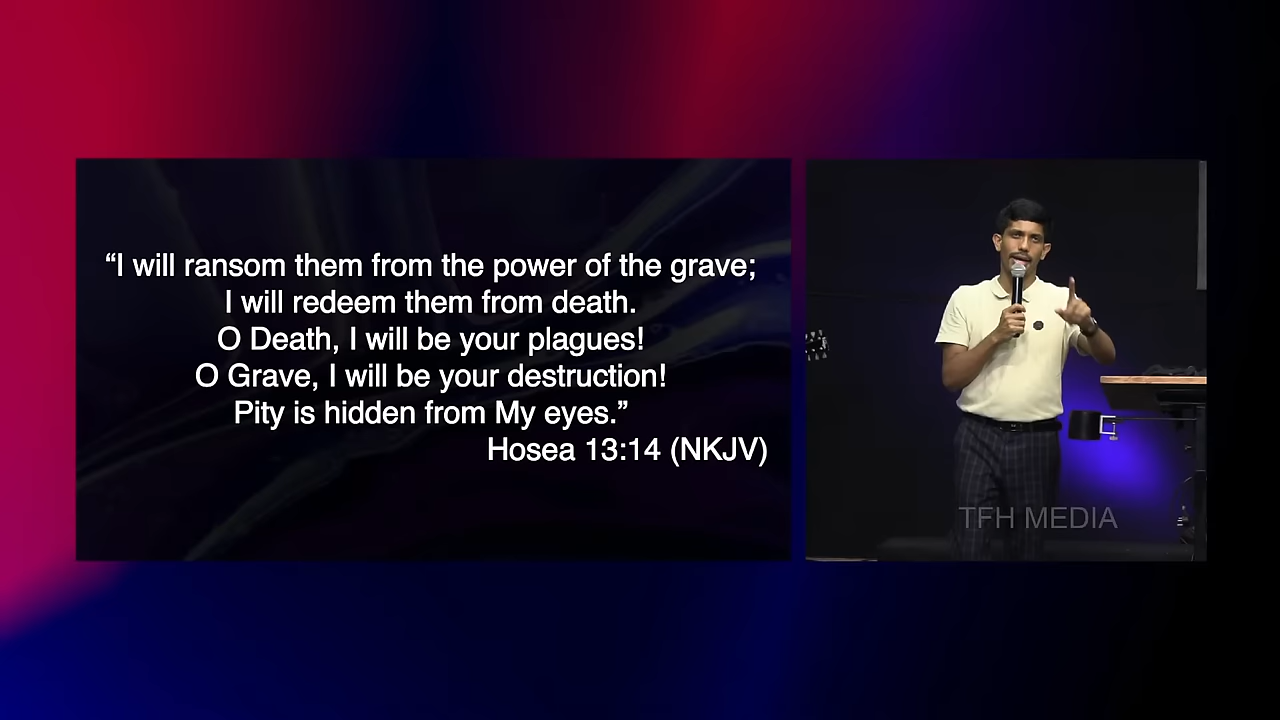 “I will ransom them from the power of the grave;
I will redeem them from death.
O Death, I will be your plagues!
O Grave, I will be your destruction!
Pity is hidden from My eyes.”
Hosea 13:14 (NKJV)
TFH MEDIA